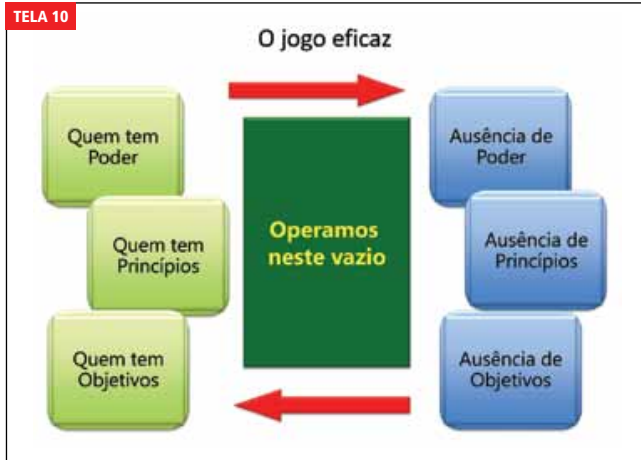 TELA 10
O jogo eficaz
Quem tem
Poder
Quem tem
Princípios
Quem tem
Objetivos
Operamos
neste vazio
Ausência de
Poder
Ausência de
Princípios
Ausência de
Objetivos